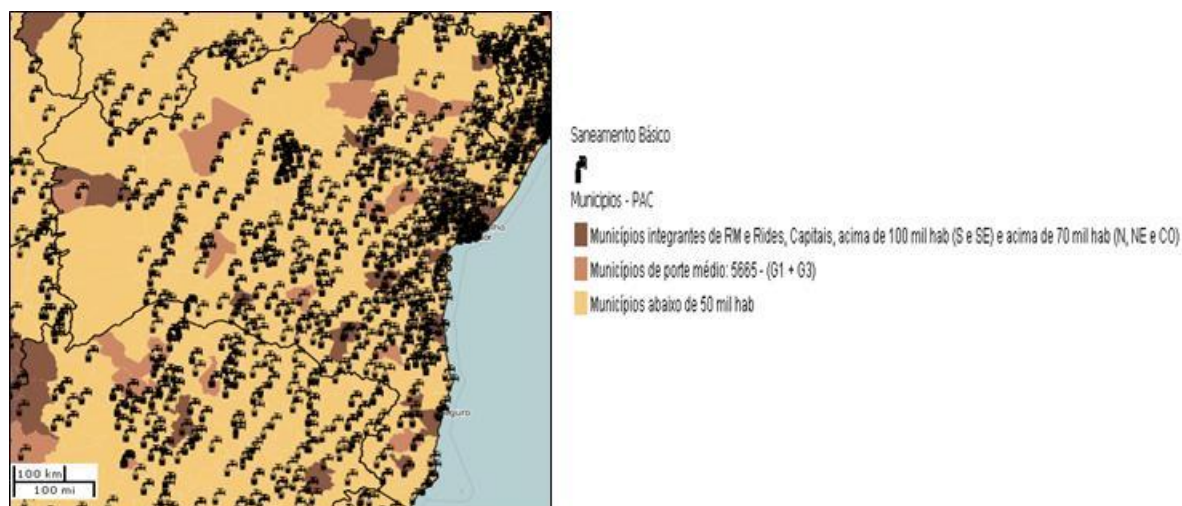 Saneamento Básico
Municipios - PAC
Municípios integrantes de RM e Rides, Capitais, acima de 100 mil hab (S e SE) e acima de 70 mil hab (N, NE e CO)
Municípios de porte médio: 5665 - (G1 + G3)
Municípios abaixo de 50 mil hab
100 km
100 mi